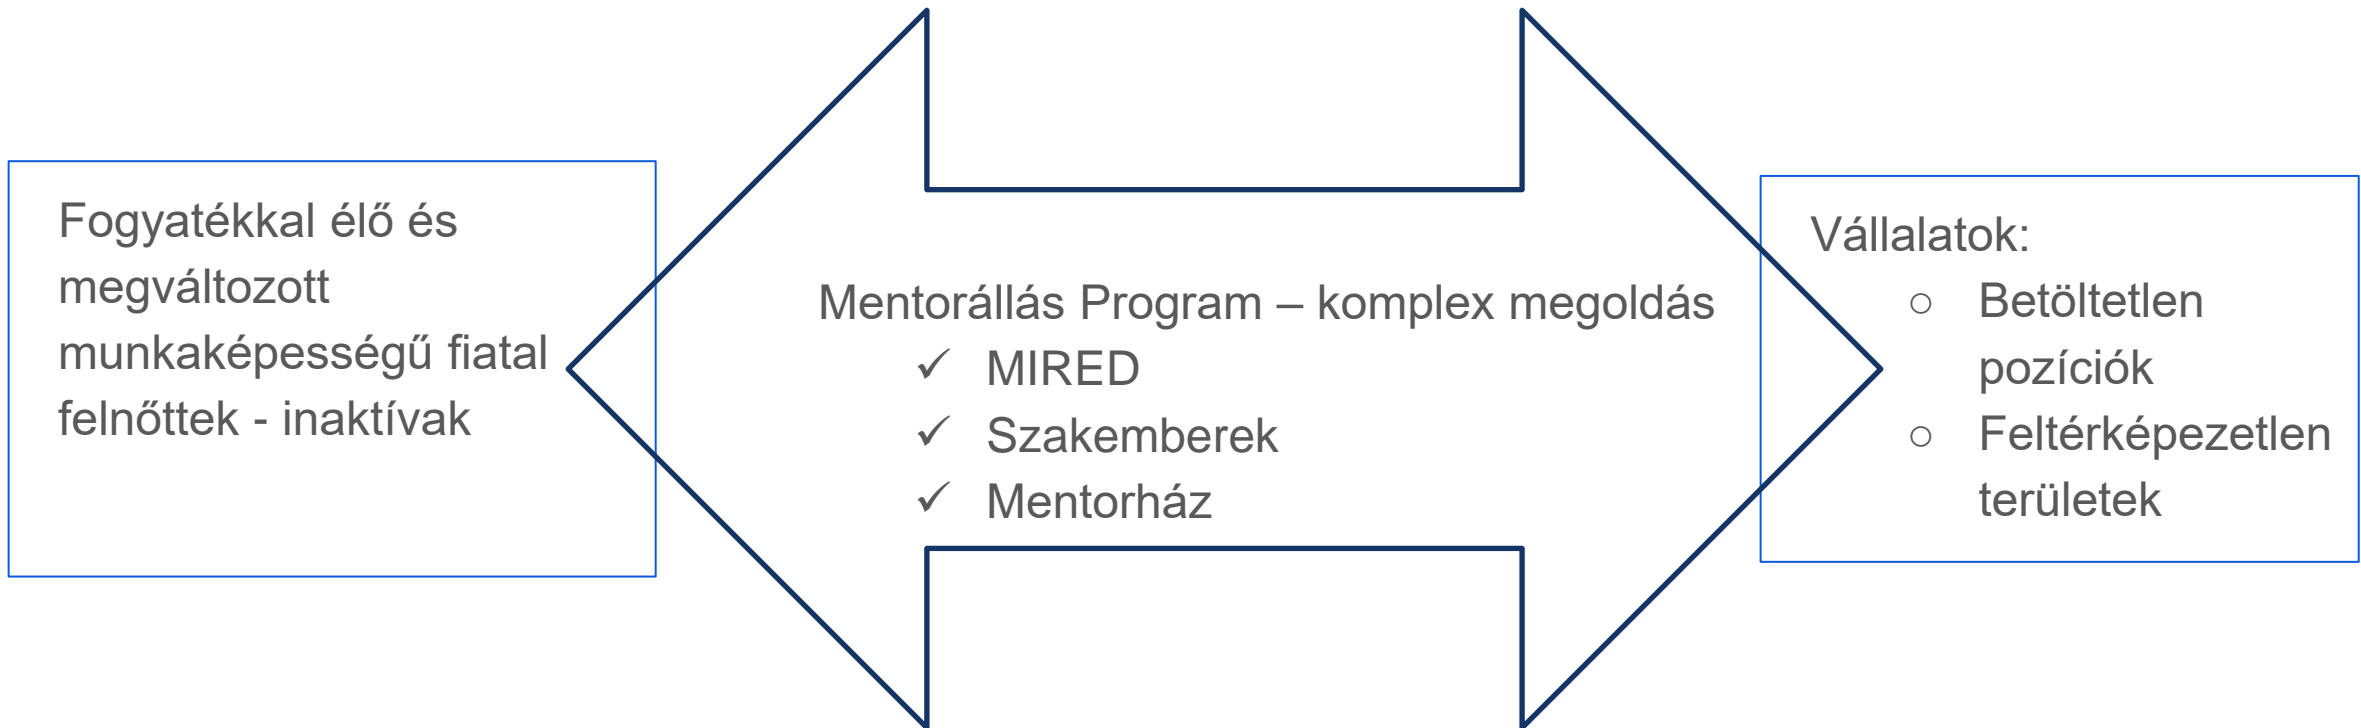 Fogyatékkal élő és
megváltozott
munkaképességű fiatal
felnőttek - inaktívak
Mentorállás Program – komplex megoldás
✓ MIRED
✓ Szakemberek
✓ Mentorház
Vállalatok:
○ Betöltetlen
pozíciók
○ Feltérképezetlen
területek